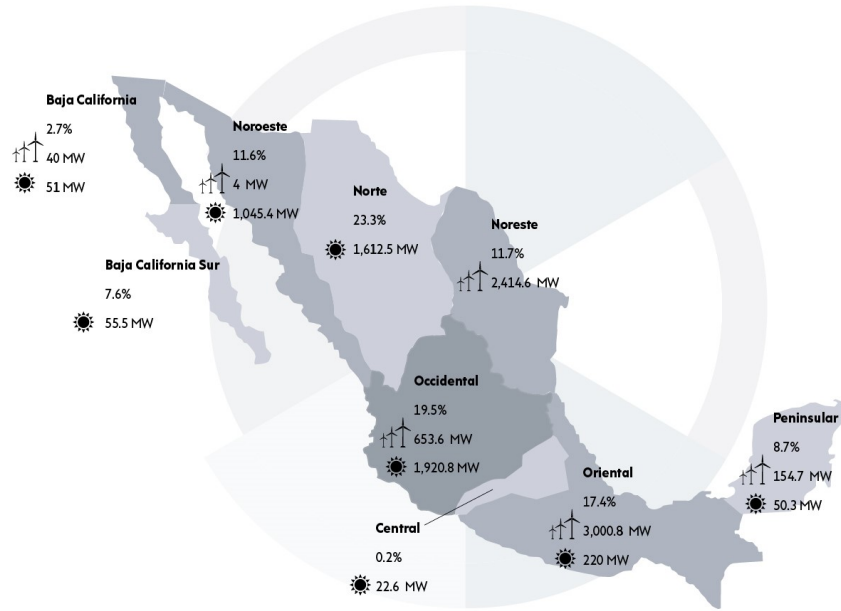 Baja California
2.7%
40 MW
51 MW
Noroeste
11.6%
4 MW
1,045.4 MW
Norte
23.3%
1,612.5 MW
Noreste
11.7%
2,414.6 MW
Baja California Sur
7.6%
55.5 MW
Occidental
19.5%
653.6 MW
1,920.8 MW
Peninsular
8.7%
154.7 MW
50.3 MW
Oriental
17.4%
3,000.8 MW
220 MW
Central
0.2%
22.6 MW